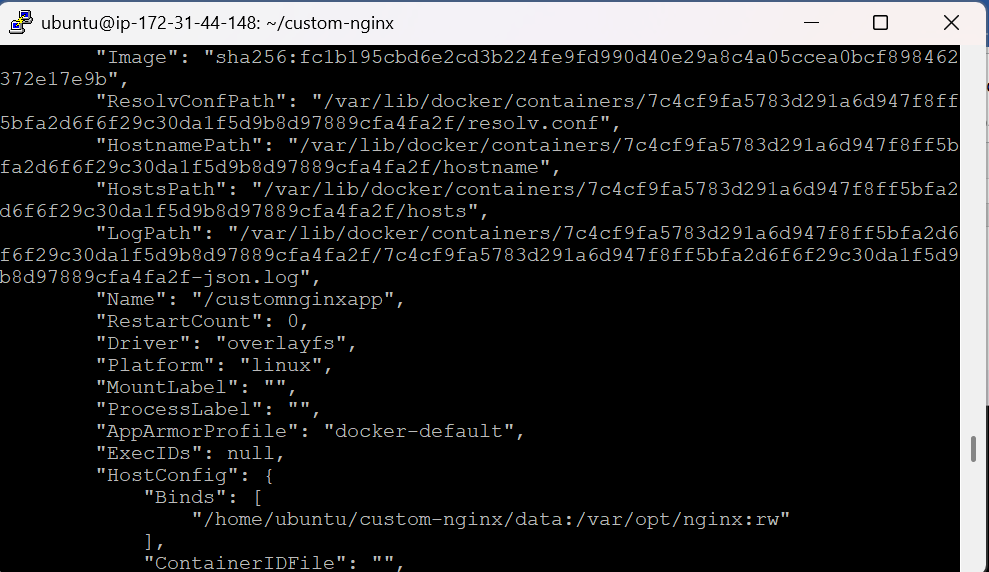 ubuntu@ip-172-31-44-148: ~/custom-nginx
"Image": "sha256:fc1b195cbd6e2cd3b224fe9fd990d40e29a8c4a05ccea0bcf898462
372e17e9b",
"ResolvConfPath": "/var/lib/docker/containers/7c4cf9fa5783d291a6d947f8ff
5bfa2d6f6f29c30da1f5d9b8d97889cfa4fa2f/resolv.conf",
"HostnamePath": "/var/lib/docker/containers/7c4cf9fa5783d291a6d947f8ff5b
fa2d6f6f29c30da1f5d9b8d97889cfa4fa2f/hostname",
"HostsPath": "/var/lib/docker/containers/7c4cf9fa5783d291a6d947f8ff5bfa2
d6f6f29c30da1f5d9b8d97889cfa4fa2f/hosts",
"LogPath": "/var/lib/docker/containers/7c4cf9fa5783d291a6d947f8ff5bfa2d6
f6f29c30da1f5d9b8d97889cfa4fa2f/7c4cf9fa5783d291a6d947f8ff5bfa2d6f6f29c30da1f5d9
b8d97889cfa4fa2f-json.log",
"Name": "/customnginxapp",
"RestartCount": 0,
"Driver": "overlayfs",
"Platform": "linux",
"MountLabel": "",
"ProcessLabel": "",
"AppArmorProfile": "docker-default",
"ExecIDs": null,
"HostConfig": {
"Binds": [
"/home/ubuntu/custom-nginx/data:/var/opt/nginx:rw"
],
"ContainerIDFile": "",